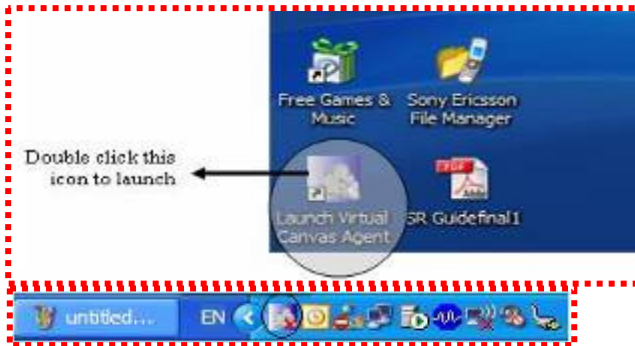 Free Games &
Music
Sony Ericsson
File Manager
Double click this
icon to launch
PDF
Launch Virtual
Canvas Agent
SR Guidefinal1
untitled...
EN